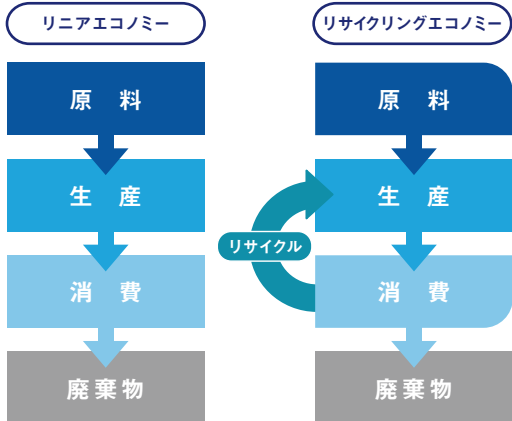 リニアエコノミー
原料
生産
消費
廃棄物
リサイクリングエコノミー
原料
生産
リサイクル
消費
廃棄物